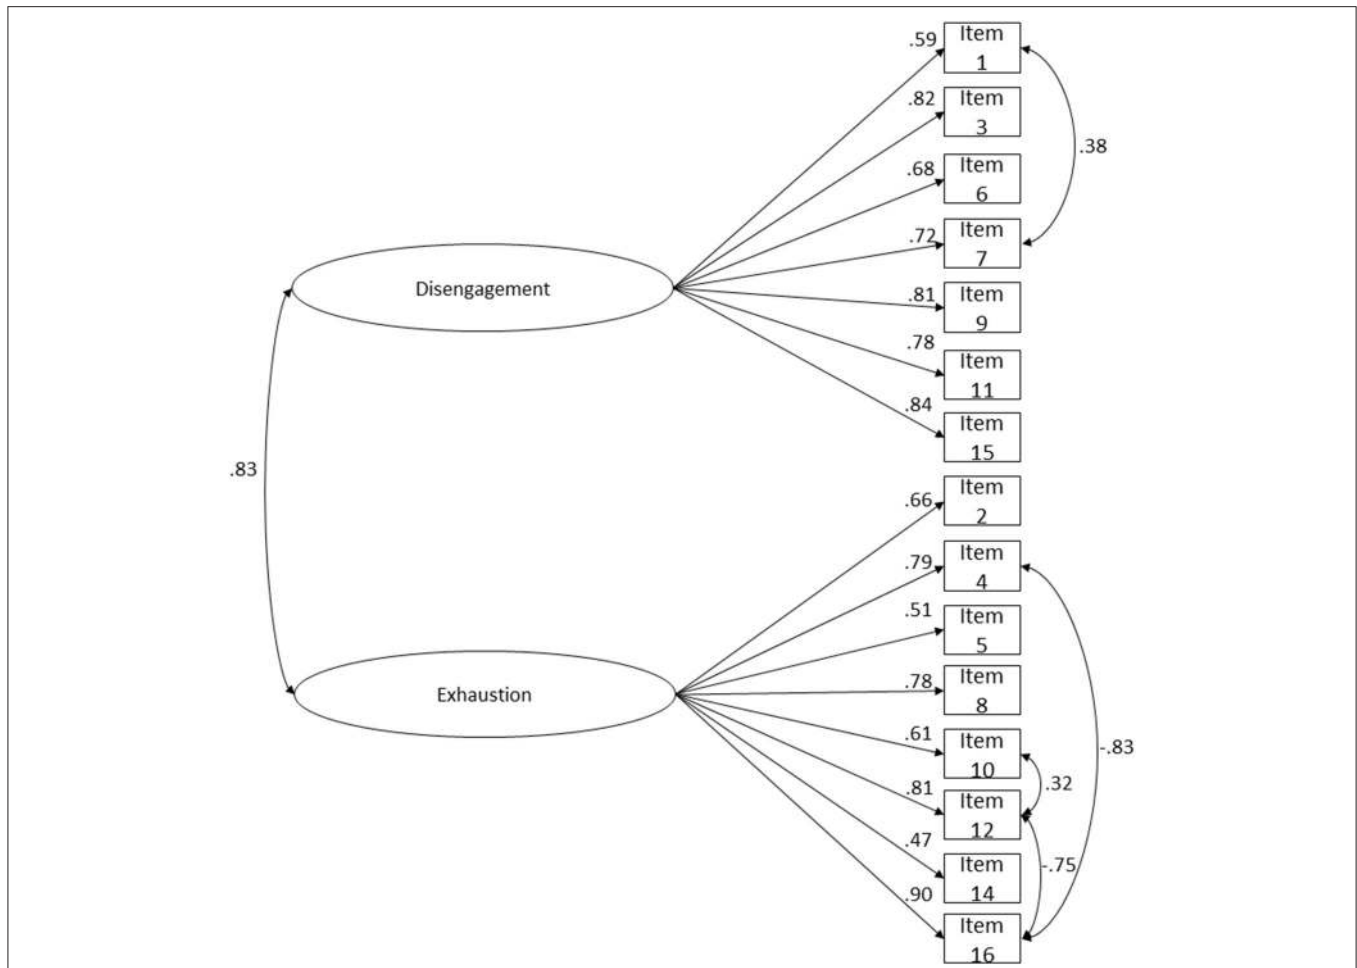 .59
Item
1
.82
Item
3
.38
.68
Item
6
.72
Item
7
Disengagement
.81
Item
9
.78
Item
11
.84
Item
15
.83
.66
Item
2
.79
Item
4
.51
Item
5
.78
Item
8
Exhaustion
.61
Item
10
-.83
.32
.81
Item
12
.47
Item
14
-.75
.90
Item
16